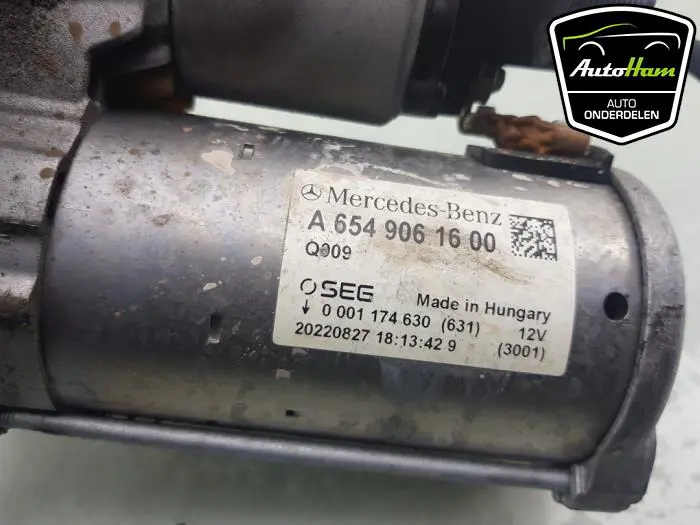 AutoHam
AUTO
ONDERDELEN
Mercedes-Benz
A 654 906 16 00
Q009
SEG Made in Hungary
↓ 0 001 174 630 (631) 12V
20220827 18:13:42 9 (3001)